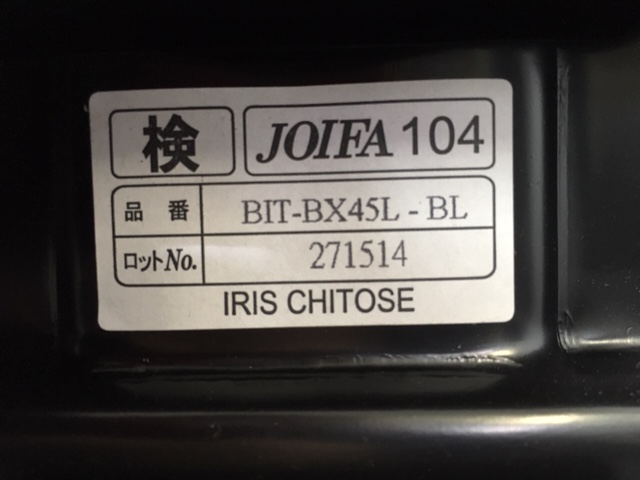 検 JOIFA 104
品番 BIT-BX45L - BL
ロットNo. 271514
IRIS CHITOSE